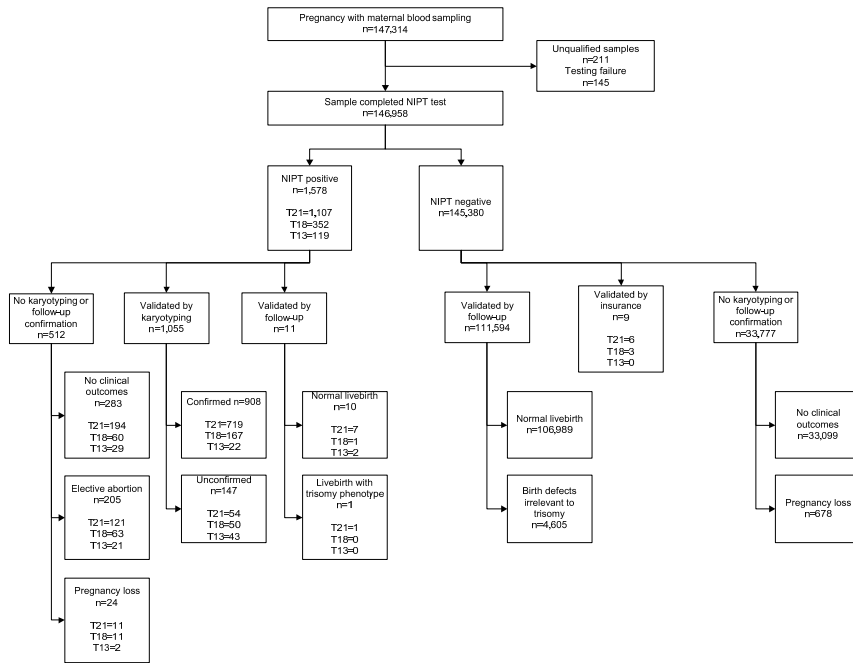 Pregnancy with maternal blood sampling
n=147,314
Unqualified samples
n=211
Testing failure
n=145
Sample completed NIPT test
n=146,958
NIPT positive
n=1,578
T21=1,107
T18=352
T13=119
NIPT negative
n=145,380
No karyotyping or
follow-up
confirmation
n=512
Validated by
karyotyping
n=1,055
Validated by
follow-up
n=11
Validated by
follow-up
n=111,594
Validated by
insurance
n=9
T21=6
T18=3
T13=0
No karyotyping or
follow-up
confirmation
n=33,777
No clinical
outcomes
n=283
T21=194
T18=60
T13=29
Confirmed n=908
T21=719
T18=167
T13=22
Normal livebirth
n=10
T21=7
T18=1
T13=2
Normal livebirth
n=106,989
No clinical
outcomes
n=33,099
Elective abortion
n=205
T21=121
T18=63
T13=21
Unconfirmed
n=147
T21=54
T18=50
T13=43
Livebirth with
trisomy phenotype
n=1
T21=1
T18=0
T13=0
Birth defects
irrelevant to
trisomy
n=4,605
Pregnancy loss
n=678
Pregnancy loss
n=24
T21=11
T18=11
T13=2